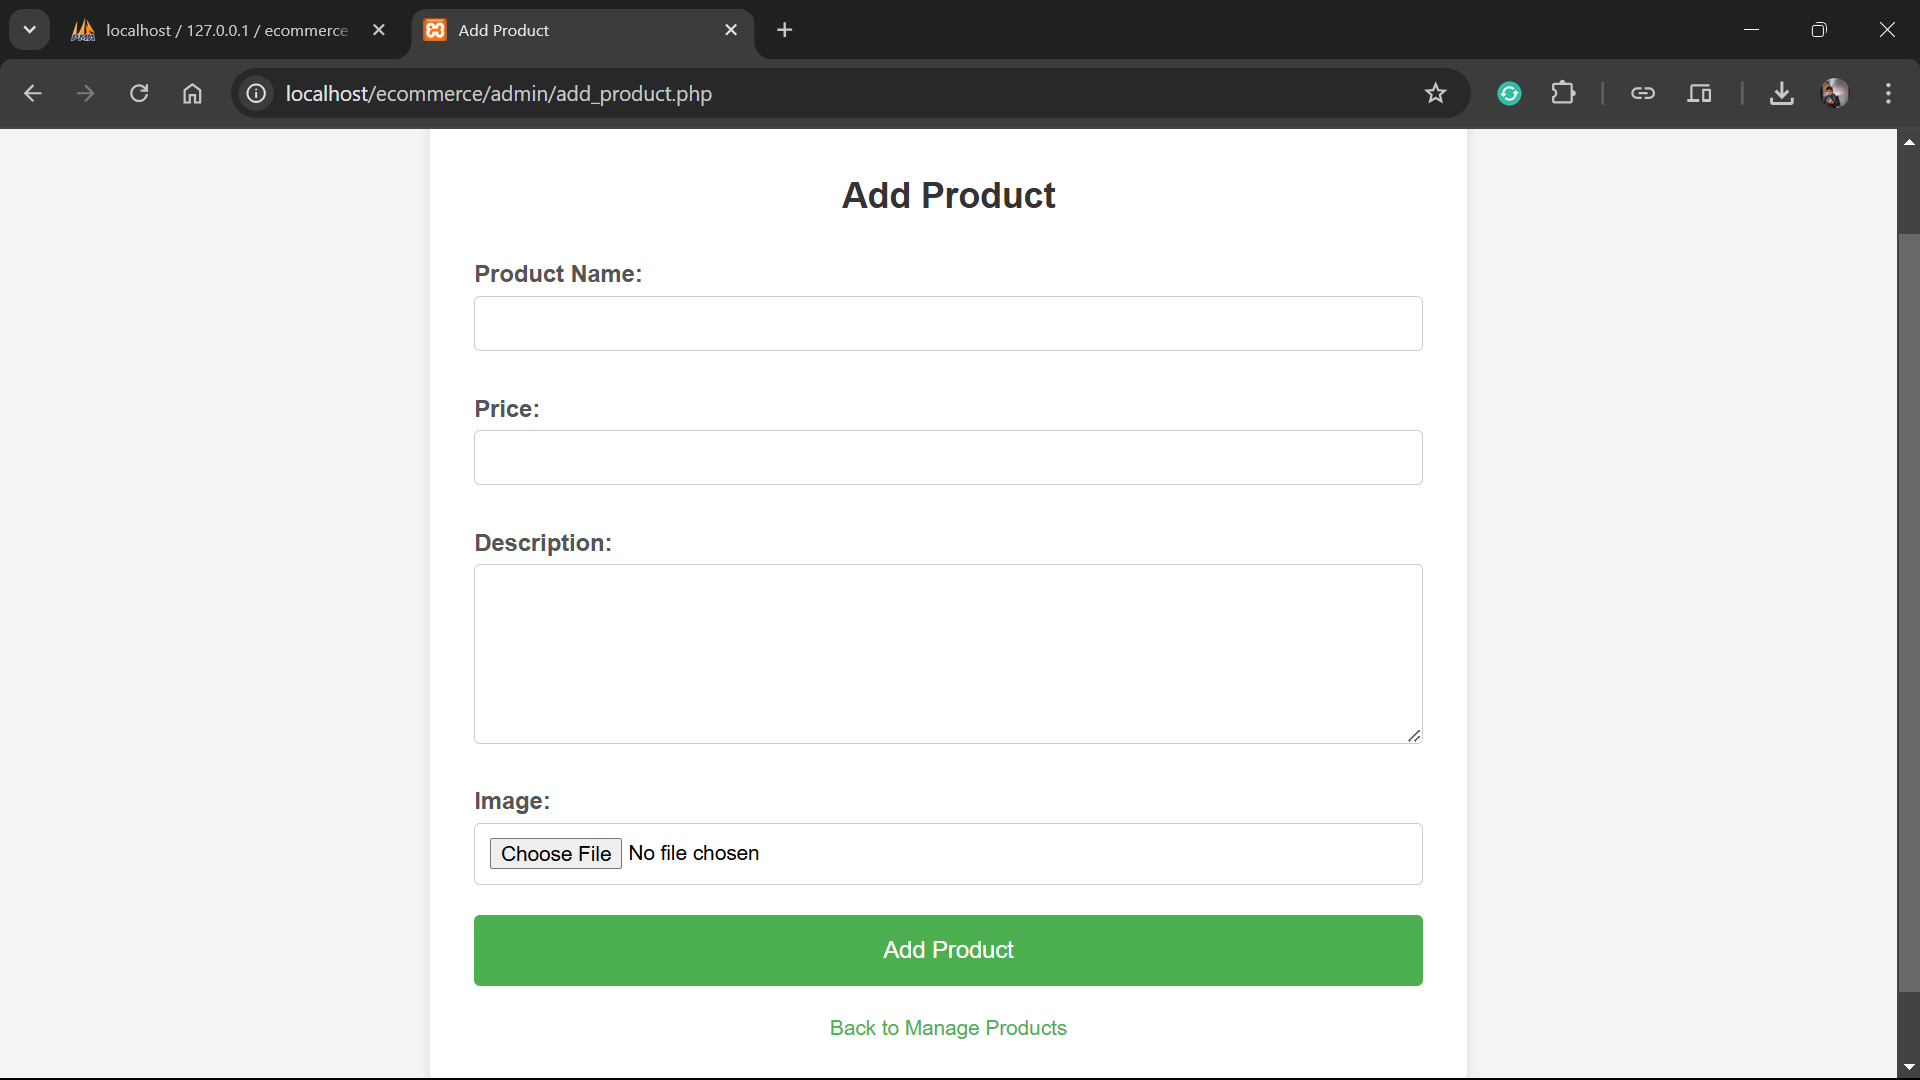 localhost / 127.0.0.1 / ecommerce
Add Product
localhost/ecommerce/admin/add_product.php
Add Product
Product Name:
Price:
Description:
Image:
Choose File No file chosen
Add Product
Back to Manage Products